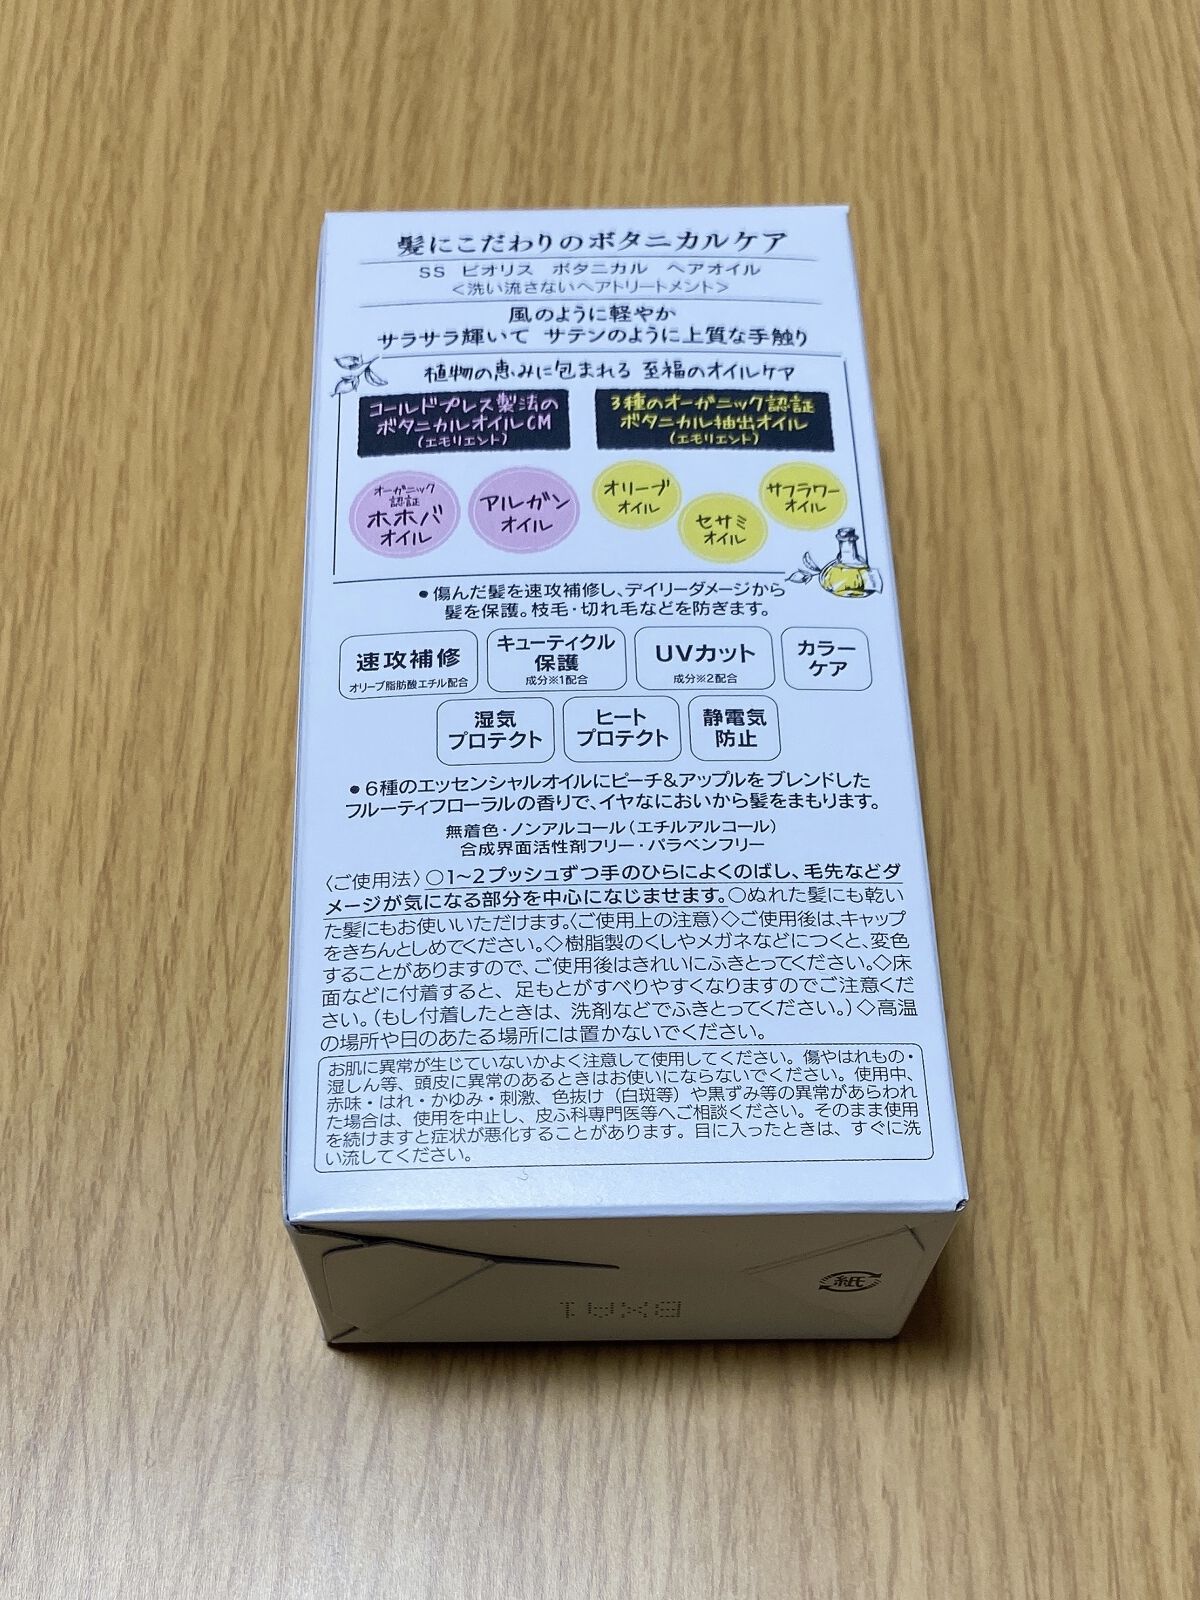 髪にこだわりのボタニカルケア
SS ビオリス ボタニカル ヘアオイル
<洗い流さないヘアトリートメント>
風のように軽やか
サラサラ輝いて サテンのように上質な手触り
植物の恵みに包まれる 至福のオイルケア
コールドプレス製法の
ボタニカルオイルCM
(エモリエント)
3種のオーガニック認証
ボタニカル抽出オイル
(エモリエント)
オーガニック
認証
ホホバ
オイル
アルガン
オイル
オリーブ
オイル
セサミ
オイル
サフラワー
オイル
●傷んだ髪を速攻補修し、デイリーダメージから
髪を保護。枝毛・切れ毛などを防ぎます。
速攻補修
オリーブ脂肪酸エチル配合
キューティクル
保護
成分※1配合
UVカット
成分※2配合
カラー
ケア
湿気
プロテクト
ヒート
プロテクト
静電気
防止
●6種のエッセンシャルオイルにピーチ&アップルをブレンドした
フルーティフローラルの香りで、イヤなにおいから髪をまもります。
無着色・ノンアルコール(エチルアルコール)
合成界面活性剤フリー・パラベンフリー
〈ご使用法〉○1~2プッシュずつ手のひらによくのばし、毛先などダ
メージが気になる部分を中心になじませます。○ぬれた髪にも乾い
た髪にもお使いいただけます。〈ご使用上の注意〉◇ご使用後は、キャップ
をきちんとしめてください。◇樹脂製のくしやメガネなどにつくと、変色
することがありますので、ご使用後はきれいにふきとってください。◇床
面などに付着すると、足もとがすべりやすくなりますのでご注意くだ
さい。(もし付着したときは、洗剤などでふきとってください。)◇高温
の場所や日のあたる場所には置かないでください。
お肌に異常が生じていないかよく注意して使用してください。傷やはれもの・
湿しん等、頭皮に異常のあるときはお使いにならないでください。使用中、
赤味・はれ・かゆみ・刺激、色抜け(白斑等)や黒ずみ等の異常があらわれ
た場合は、使用を中止し、皮ふ科専門医等へご相談ください。そのまま使用
を続けますと症状が悪化することがあります。目に入ったときは、すぐに洗
い流してください。
紙